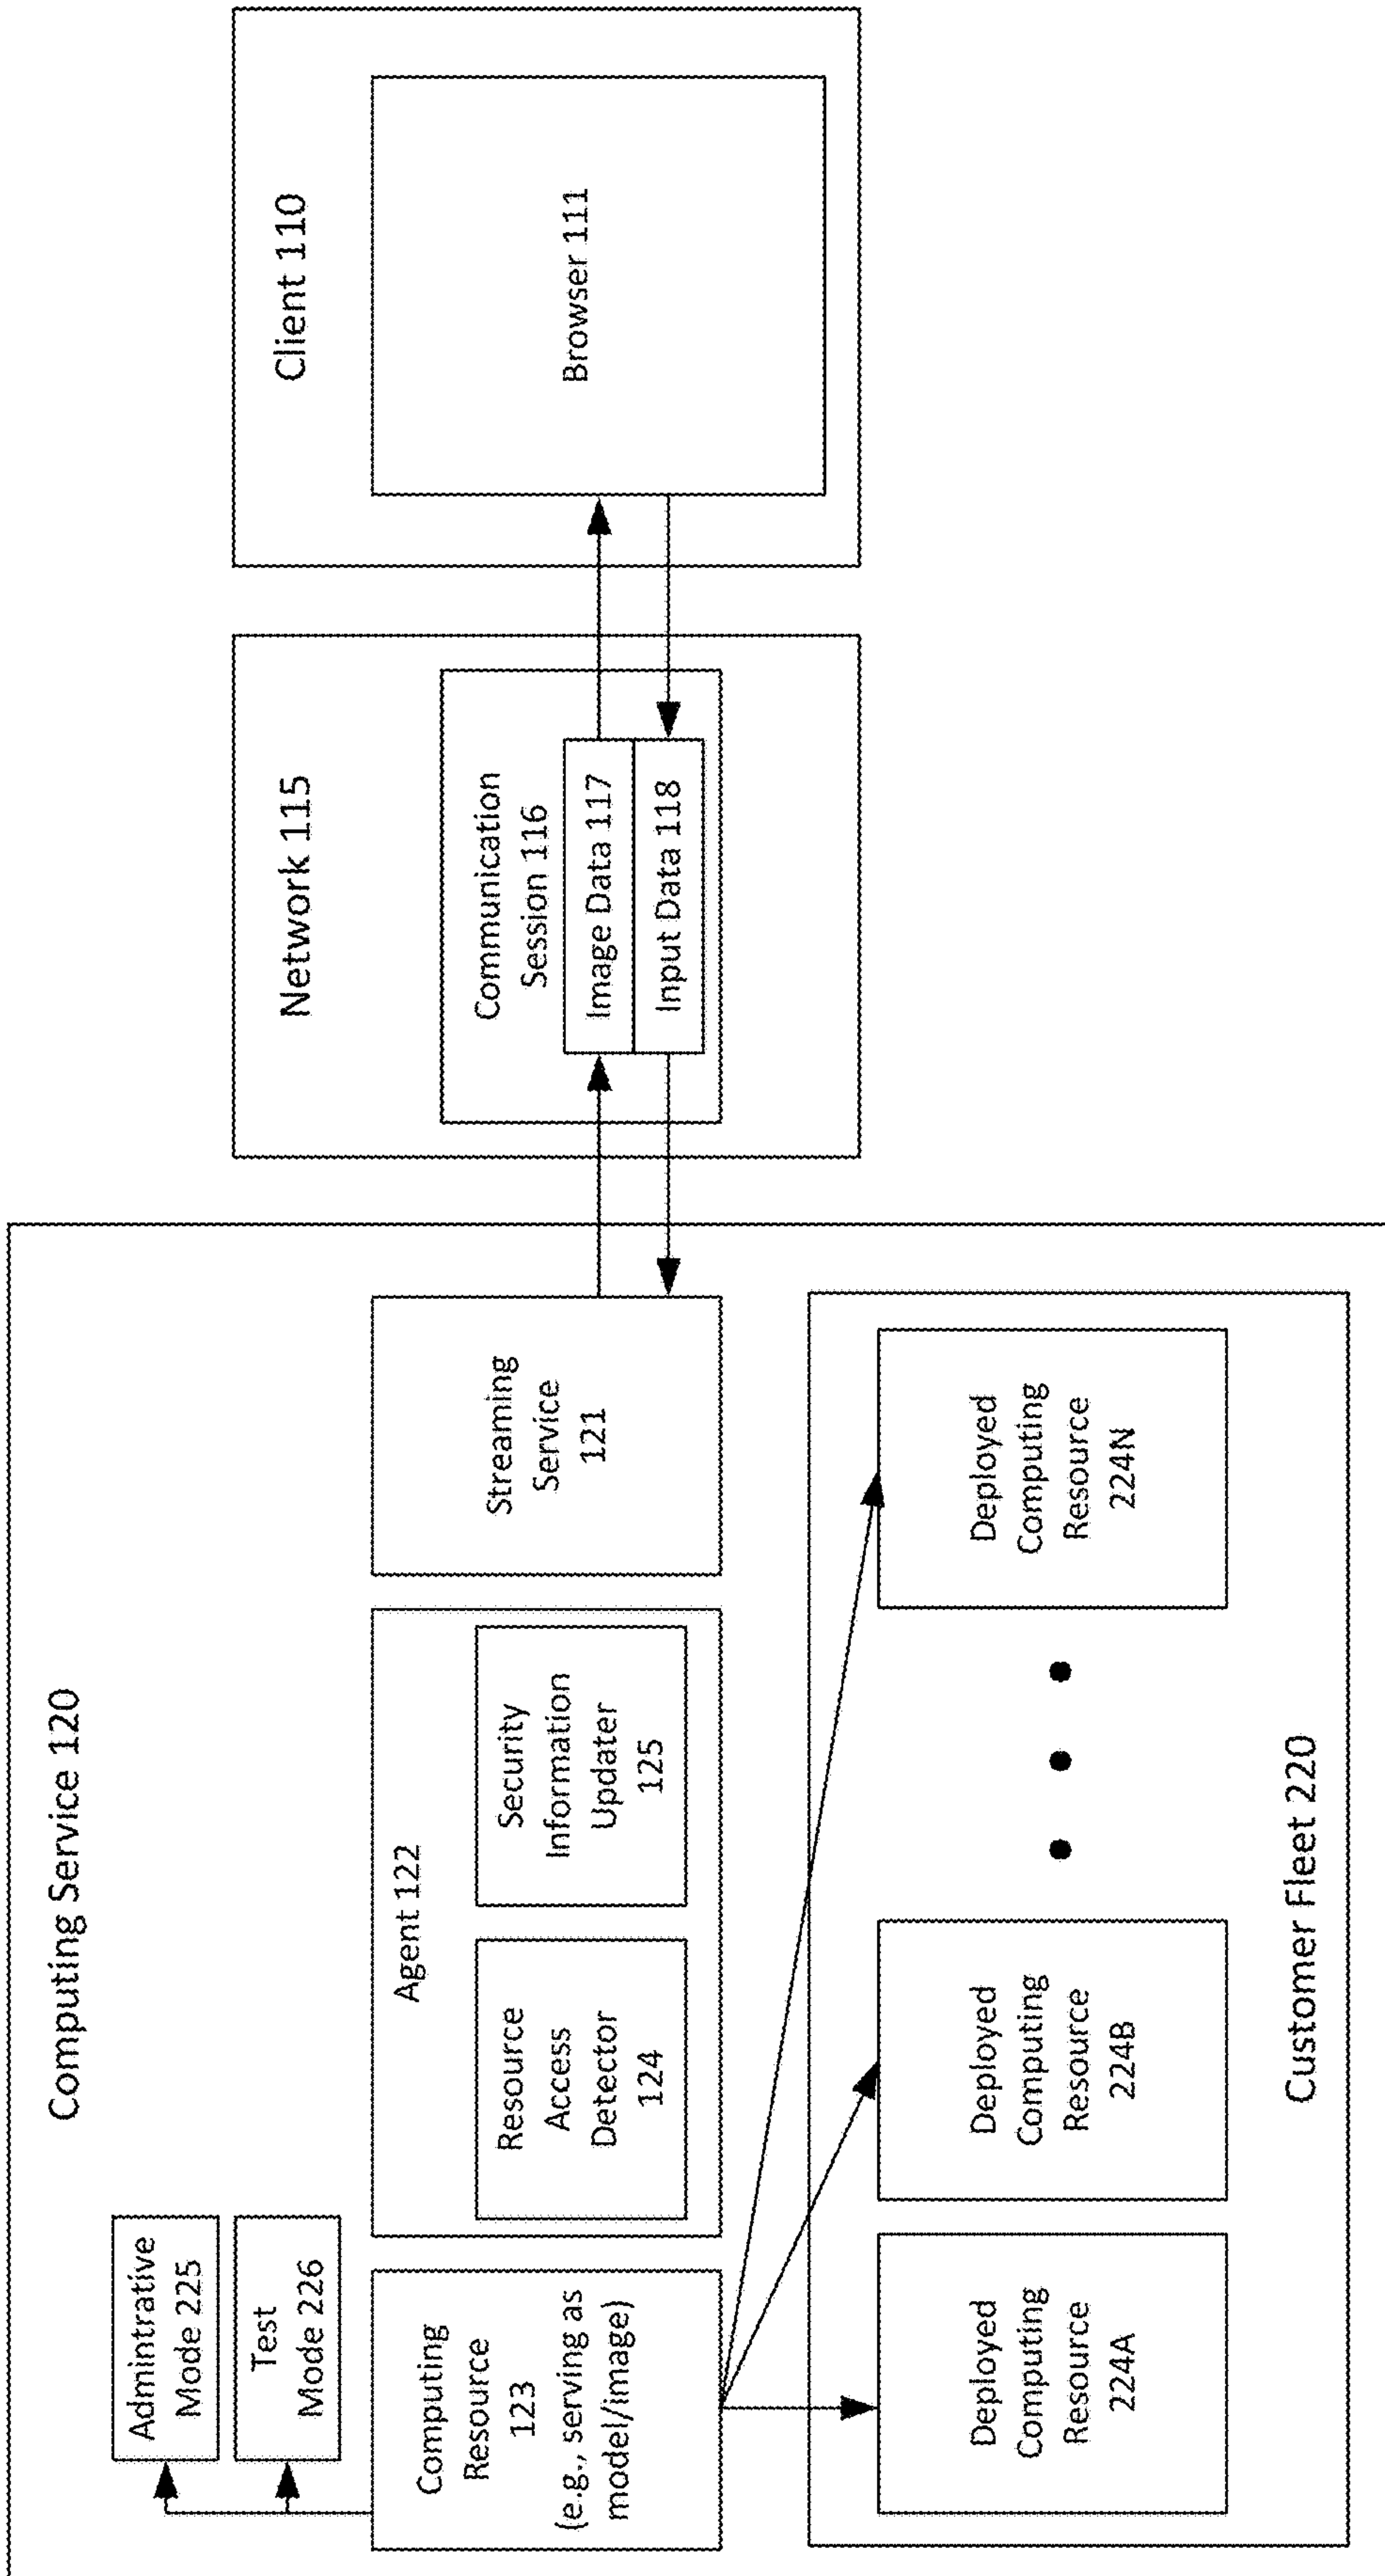 Computing Service 120
Admintrative
Mode 225
Test
Mode 226
Computing
Resource
123
(e.g., serving as
model/image)
Agent 122
Resource
Access
Detector
124
Security
Information
Updater
125
Streaming
Service
121
Deployed
Computing
Resource
224A
Deployed
Computing
Resource
224B
Deployed
Computing
Resource
224N
Customer Fleet 220
Network 115
Communication
Session 116
Image Data 117
Input Data 118
Client 110
Browser 111